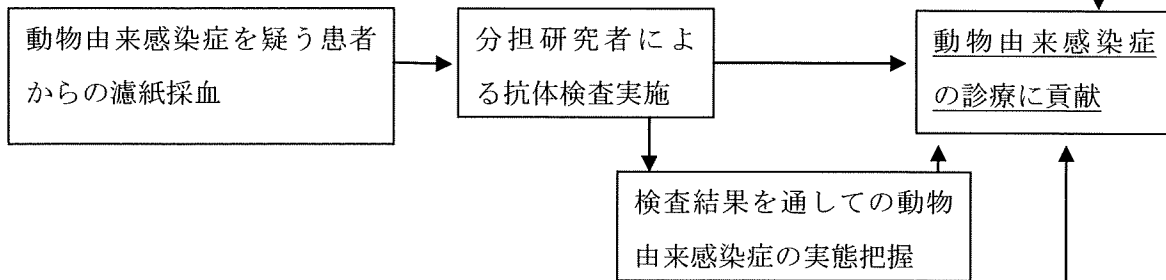 動物由来感染症を疑う患者
からの濾紙採血
分担研究者によ
る抗体検査実施
動物由来感染症
の診療に貢献
検査結果を通しての動物
由来感染症の実態把握